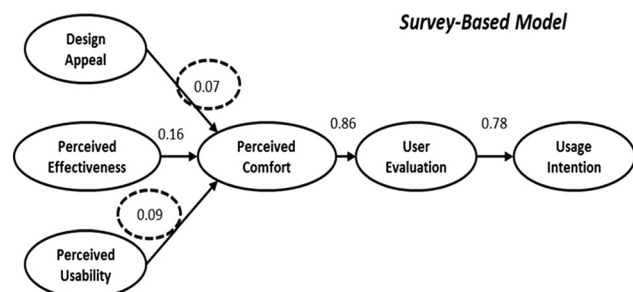 Survey-Based Model
Design
Appeal
0.07
Perceived
Effectiveness
0.16
Perceived
Comfort
0.86
User
Evaluation
0.78
Usage
Intention
0.09
Perceived
Usability